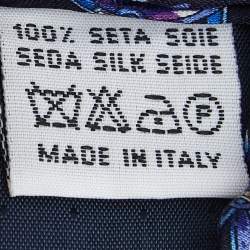 100% SETA SOIE
SEDA SILK SEIDE
F
MADE IN ITALY